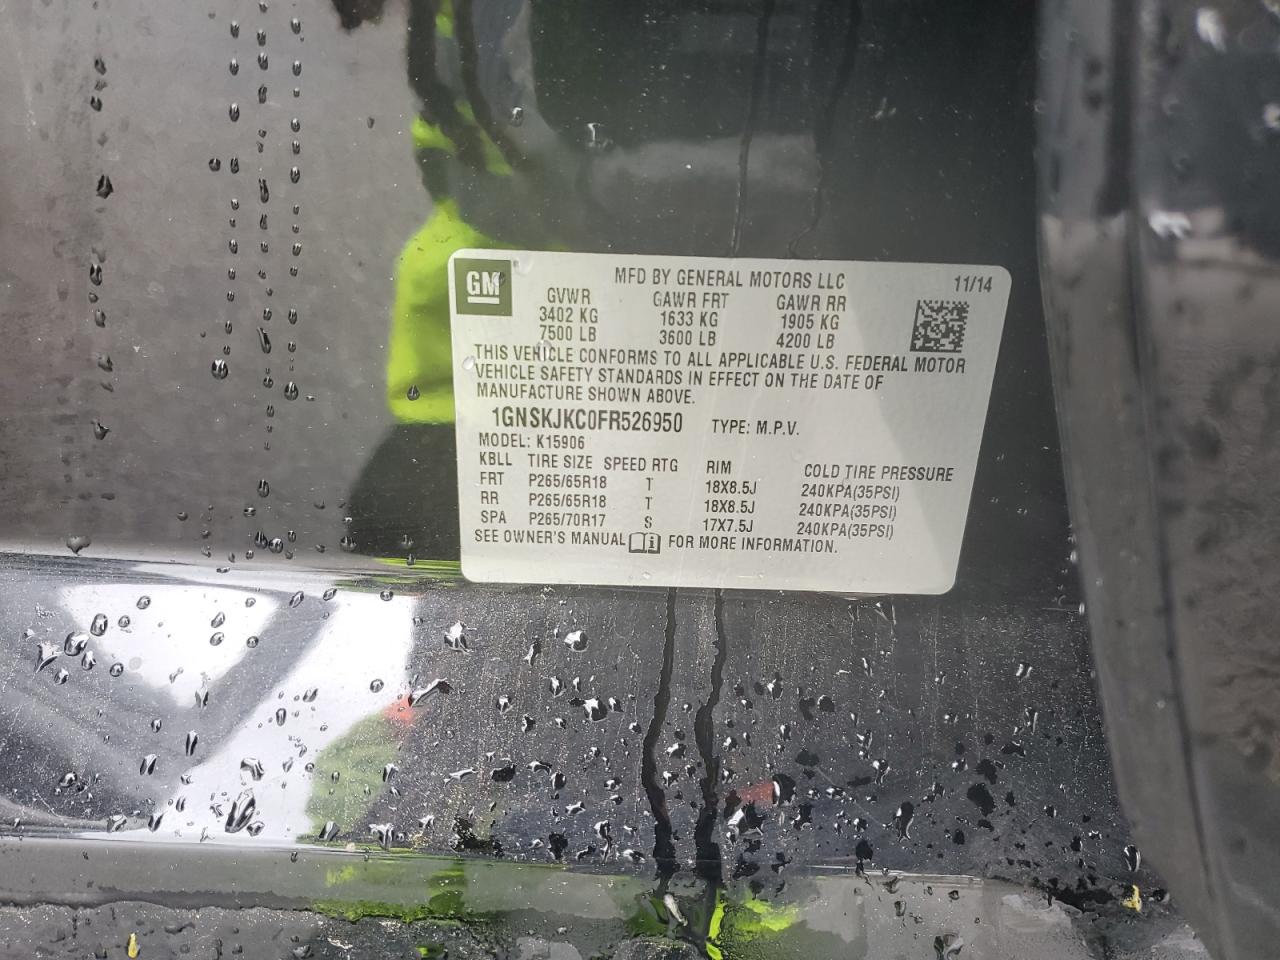 GM MFD BY GENERAL MOTORS LLC 11/14
GVWR GAWR FRT GAWR RR
3402 KG 1633 KG 1905 KG
7500 LB 3600 LB 4200 LB
THIS VEHICLE CONFORMS TO ALL APPLICABLE U.S. FEDERAL MOTOR
VEHICLE SAFETY STANDARDS IN EFFECT ON THE DATE OF
MANUFACTURE SHOWN ABOVE.
1GNSKJKC0FR526950 TYPE: M.P.V.
MODEL: K15906
KBLL TIRE SIZE SPEED RTG RIM COLD TIRE PRESSURE
FRT P265/65R18 T 18X8.5J 240KPA(35PSI)
RR P265/65R18 T 18X8.5J 240KPA(35PSI)
SPA P265/70R17 S 17X7.5J 240KPA(35PSI)
SEE OWNER'S MANUAL i FOR MORE INFORMATION.